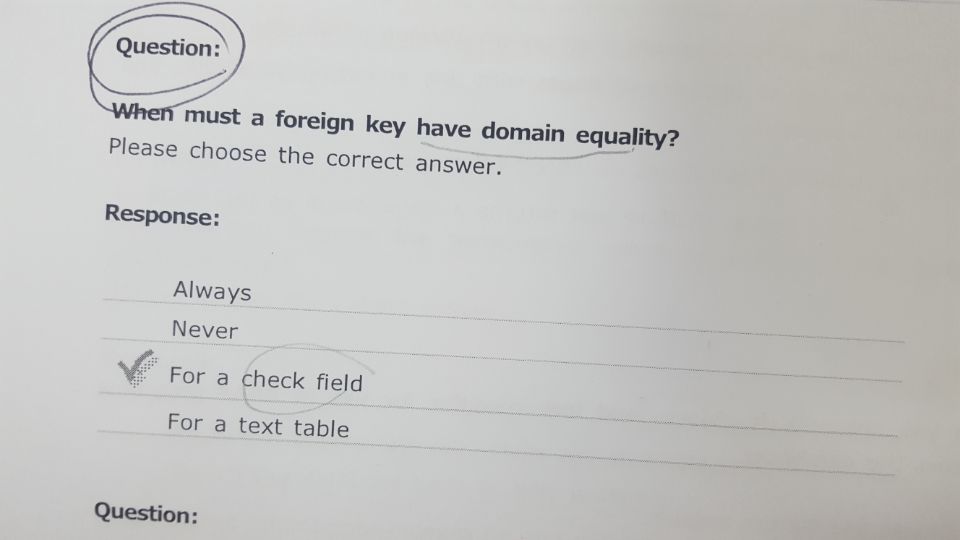 Question:
When must a foreign key have domain equality?
Please choose the correct answer.
Response:
Always
Never
For a check field
For a text table
Question: